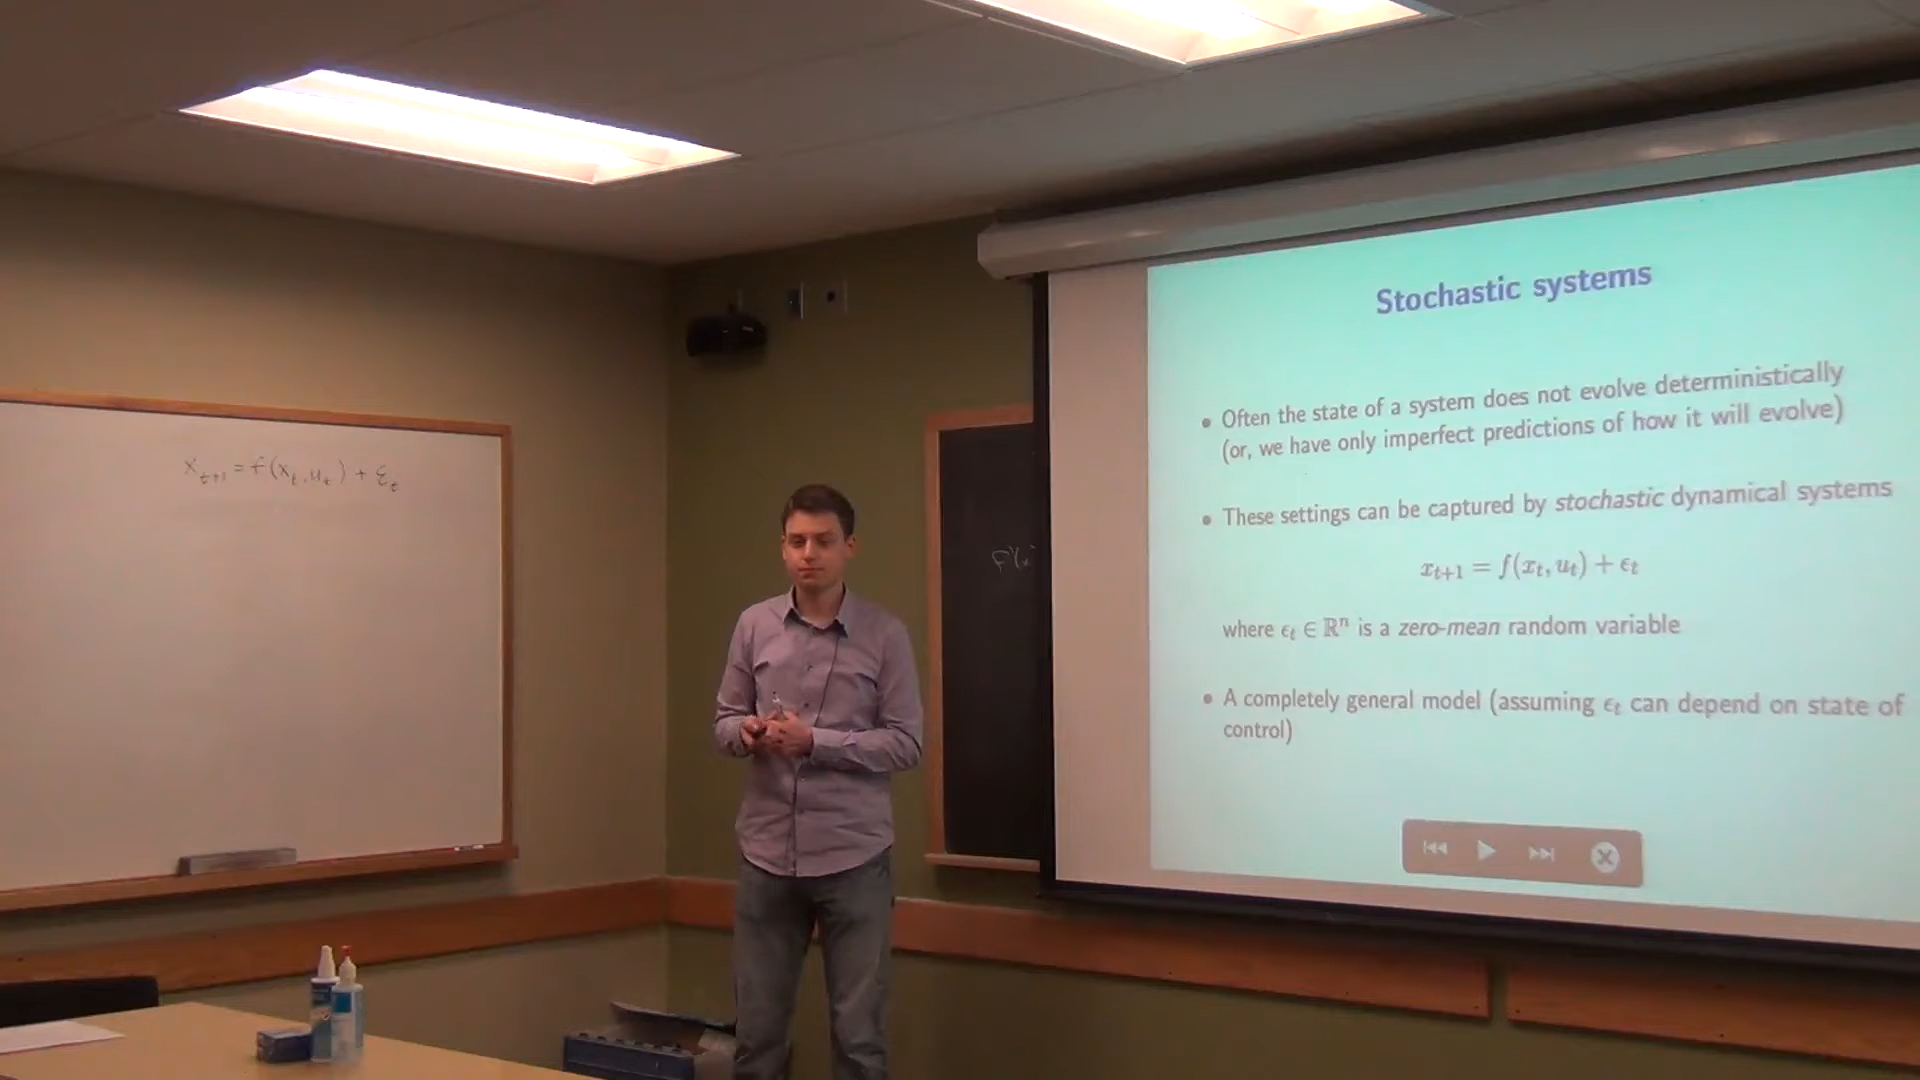 x_{t+1} = f(x_t, u_t) + ε_t
Stochastic systems
• Often the state of a system does not evolve deterministically
(or, we have only imperfect predictions of how it will evolve)
• These settings can be captured by stochastic dynamical systems
x_{t+1} = f(x_t, u_t) + ϵ_t
where ϵ_t ∈ ℝⁿ is a zero-mean random variable
• A completely general model (assuming ϵ_t can depend on state of
control)